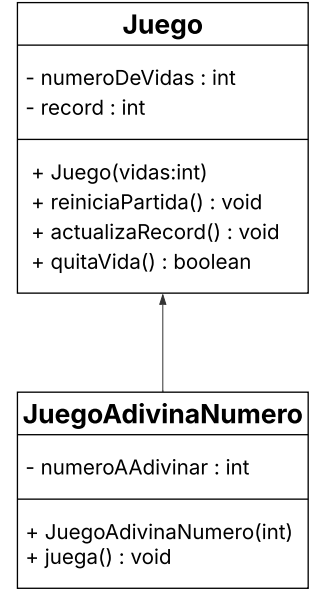 Juego
- numeroDeVidas : int
- record : int
+ Juego(vidas:int)
+ reiniciaPartida() : void
+ actualizaRecord() : void
+ quitaVida() : boolean
JuegoAdivinaNumero
- numeroAAdivinar : int
+ JuegoAdivinaNumero(int)
+ juega() : void